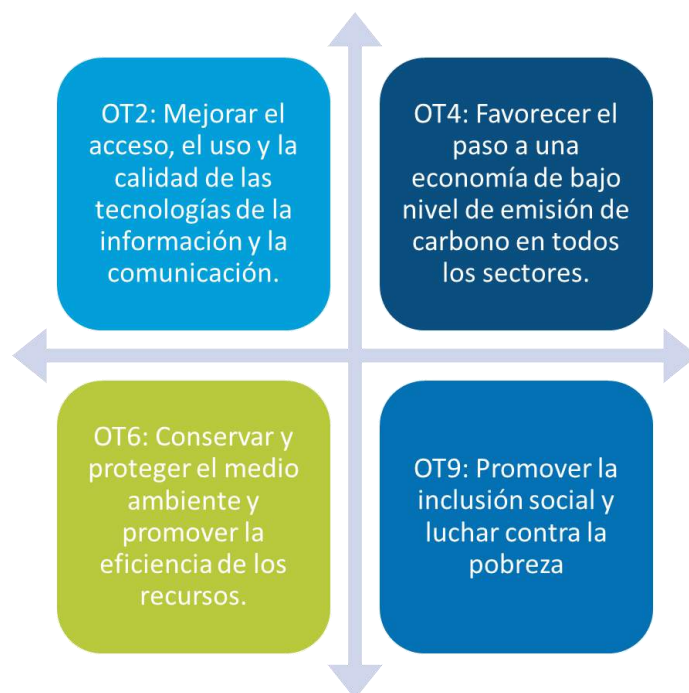 OT2: Mejorar el
acceso, el uso y la
calidad de las
tecnologías de la
información y la
comunicación.
OT4: Favorecer el
paso a una
economía de bajo
nivel de emisión de
carbono en todos
los sectores.
OT6: Conservar y
proteger el medio
ambiente y
promover la
eficiencia de los
recursos.
OT9: Promover la
inclusión social y
luchar contra la
pobreza